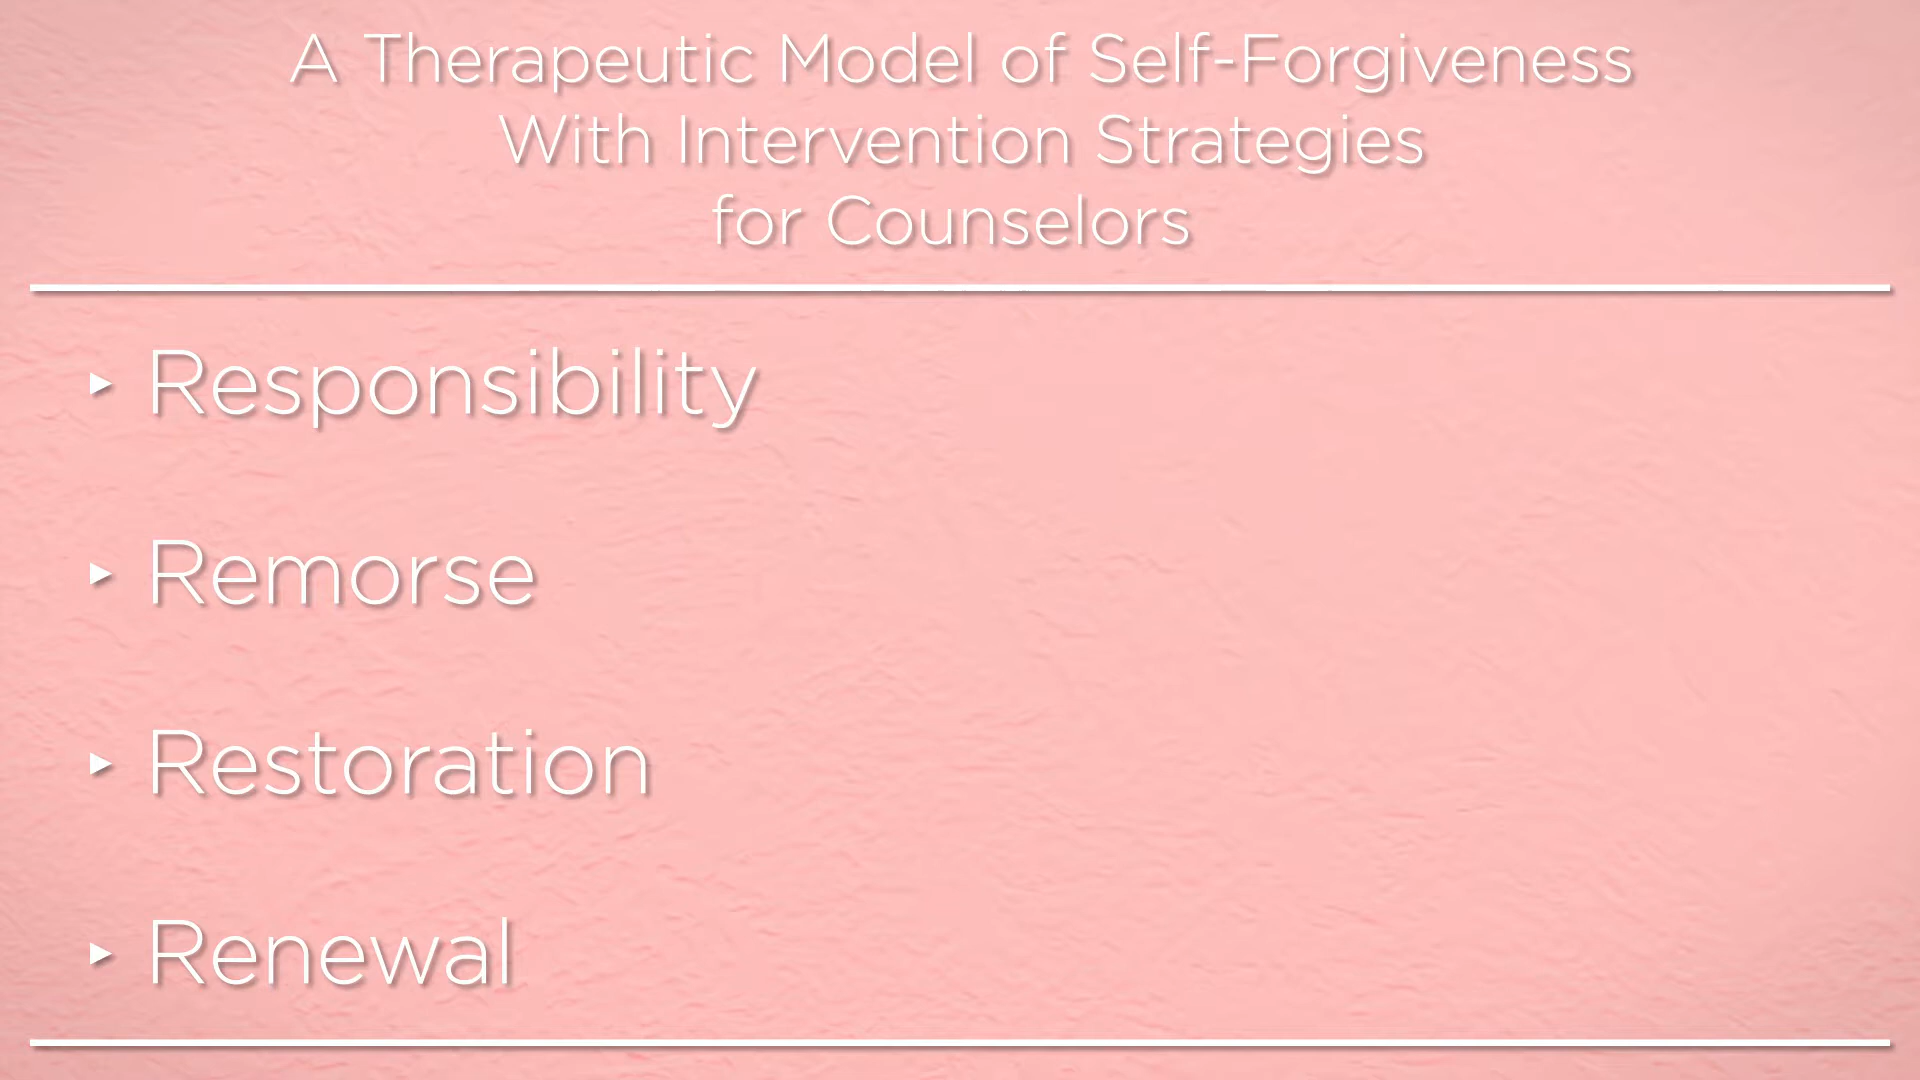 A Therapeutic Model of Self-Forgiveness
With Intervention Strategies
for Counselors
▸ Responsibility
▸ Remorse
▸ Restoration
▸ Renewal